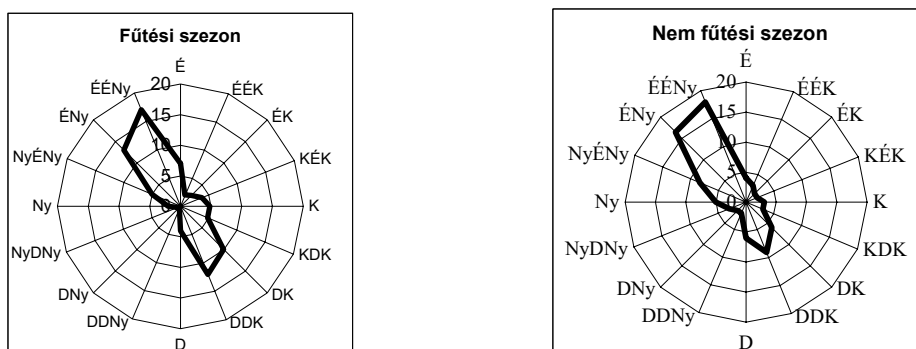 Fűtési szezon
É
ÉÉK
ÉK
KÉK
K
KDK
DK
DDK
D
DDNy
DNy
NyDNy
Ny
NyÉNy
ÉNy
ÉÉNy
20
15
10
5
0
Nem fűtési szezon
É
ÉÉK
ÉK
KÉK
K
KDK
DK
DDK
D
DDNy
DNy
NyDNy
Ny
NyÉNy
ÉNy
ÉÉNy
20
15
10
5
0